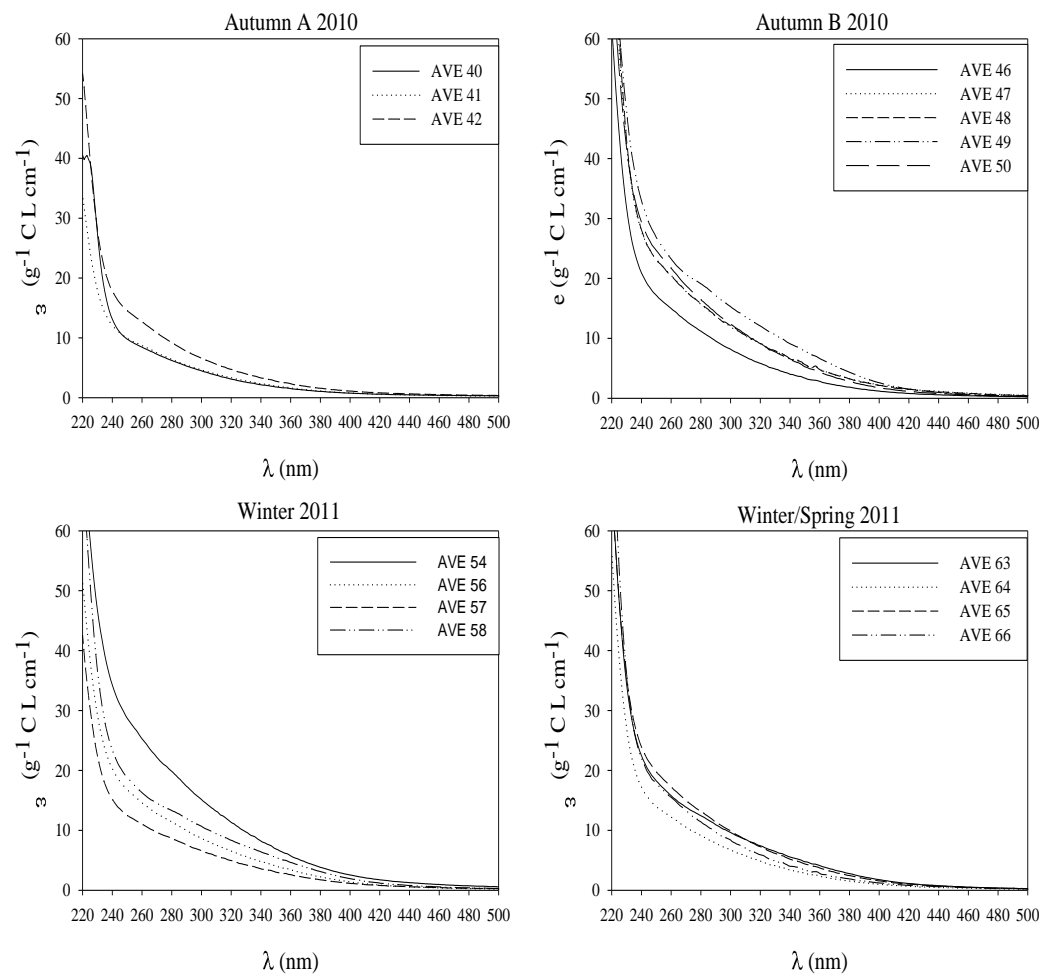 Autumn A 2010
60
50
40
30
20
10
0
ε (g-1 C L cm-1)
AVE 40
AVE 41
AVE 42
220 240 260 280 300 320 340 360 380 400 420 440 460 480 500
λ (nm)
Autumn B 2010
60
50
40
30
20
10
0
e (g-1 C L cm-1)
AVE 46
AVE 47
AVE 48
AVE 49
AVE 50
220 240 260 280 300 320 340 360 380 400 420 440 460 480 500
λ (nm)
Winter 2011
60
50
40
30
20
10
0
ε (g-1 C L cm-1)
AVE 54
AVE 56
AVE 57
AVE 58
220 240 260 280 300 320 340 360 380 400 420 440 460 480 500
λ (nm)
Winter/Spring 2011
60
50
40
30
20
10
0
ε (g-1 C L cm-1)
AVE 63
AVE 64
AVE 65
AVE 66
220 240 260 280 300 320 340 360 380 400 420 440 460 480 500
λ (nm)